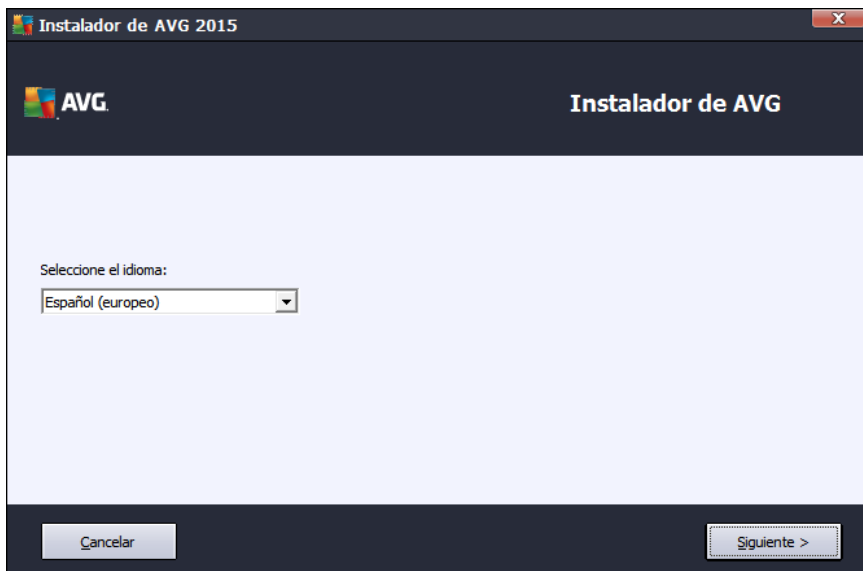 Instalador de AVG 2015
AVG.
Instalador de AVG
Seleccione el idioma:
Español (europeo)
Cancelar
Siguiente >